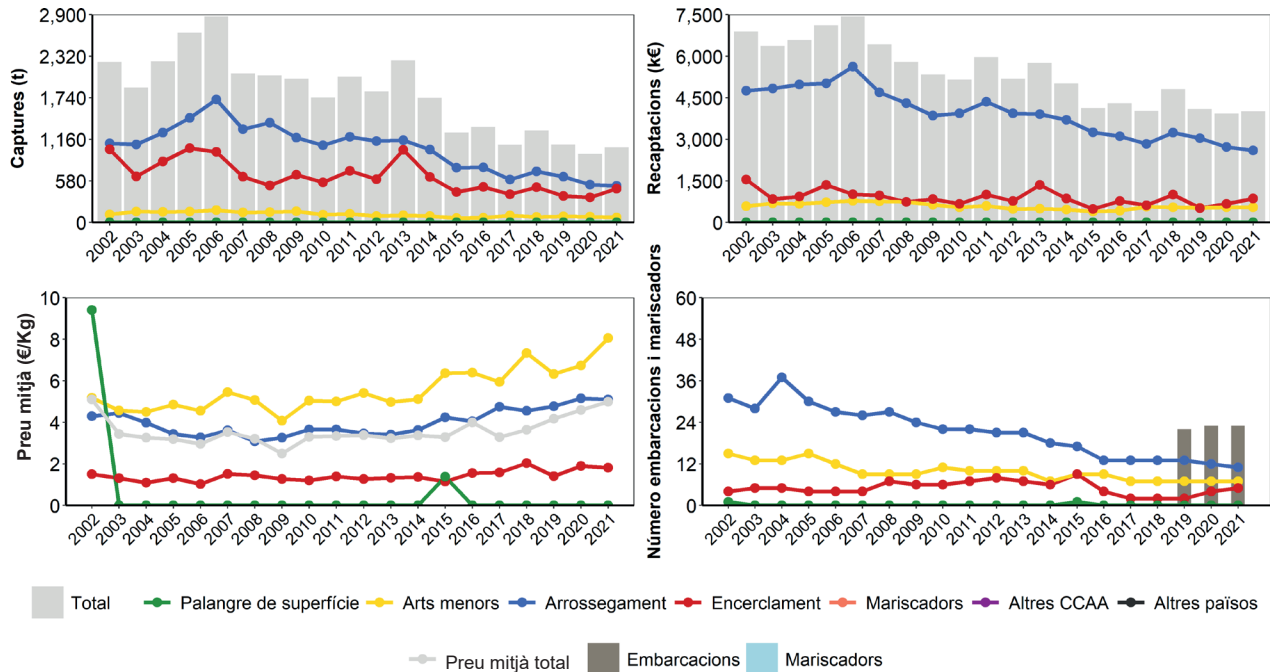 2,900
2,320
1,740
1,160
580
0
Captures (t)
2002 2003 2004 2005 2006 2007 2008 2009 2010 2011 2012 2013 2014 2015 2016 2017 2018 2019 2020 2021
7,500
6,000
4,500
3,000
1,500
0
Recaptacions (k€)
2002 2003 2004 2005 2006 2007 2008 2009 2010 2011 2012 2013 2014 2015 2016 2017 2018 2019 2020 2021
10
8
6
4
2
0
Preu mitjà (€/Kg)
2002 2003 2004 2005 2006 2007 2008 2009 2010 2011 2012 2013 2014 2015 2016 2017 2018 2019 2020 2021
60
48
36
24
12
0
Número embarcacions i mariscadors
2002 2003 2004 2005 2006 2007 2008 2009 2010 2011 2012 2013 2014 2015 2016 2017 2018 2019 2020 2021
Total Palangre de superfície Arts menors Arrossegament Encerclament Mariscadors Altres CCAA Altres països
Preu mitjà total Embarcacions Mariscadors